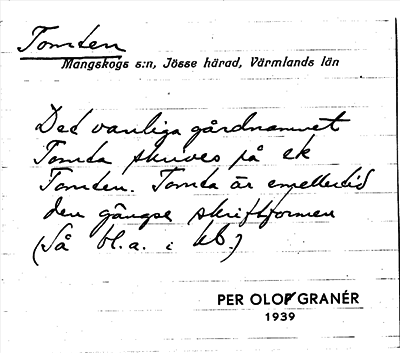 Tomten
Mangskogs s:n, Jösse härad, Värmlands län
Det vanliga gårdnamnet
Tomta skrives på ek
Tomten. Tomta är emellertid
den gängse skriftformen
(Så bl.a. i kb.)
PER OLOF GRANÉR
1939